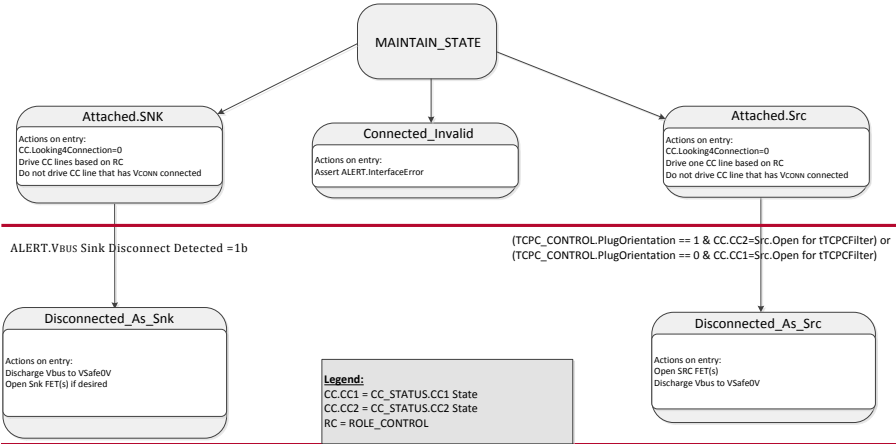 MAINTAIN_STATE
Attached.SNK
Actions on entry:
CC.Looking4Connection=0
Drive CC lines based on RC
Do not drive CC line that has VCONN connected
Connected_Invalid
Actions on entry:
Assert ALERT.InterfaceError
Attached.Src
Actions on entry:
CC.Looking4Connection=0
Drive one CC line based on RC
Do not drive CC line that has VCONN connected
ALERT.VBUS Sink Disconnect Detected =1b
(TCPC_CONTROL.PlugOrientation == 1 & CC.CC2=Src.Open for tTCPCFilter) or
(TCPC_CONTROL.PlugOrientation == 0 & CC.CC1=Src.Open for tTCPCFilter)
Disconnected_As_Snk
Actions on entry:
Discharge Vbus to VSafe0V
Open Snk FET(s) if desired
Disconnected_As_Src
Actions on entry:
Open SRC FET(s)
Discharge Vbus to VSafe0V
Legend:
CC.CC1 = CC_STATUS.CC1 State
CC.CC2 = CC_STATUS.CC2 State
RC = ROLE_CONTROL